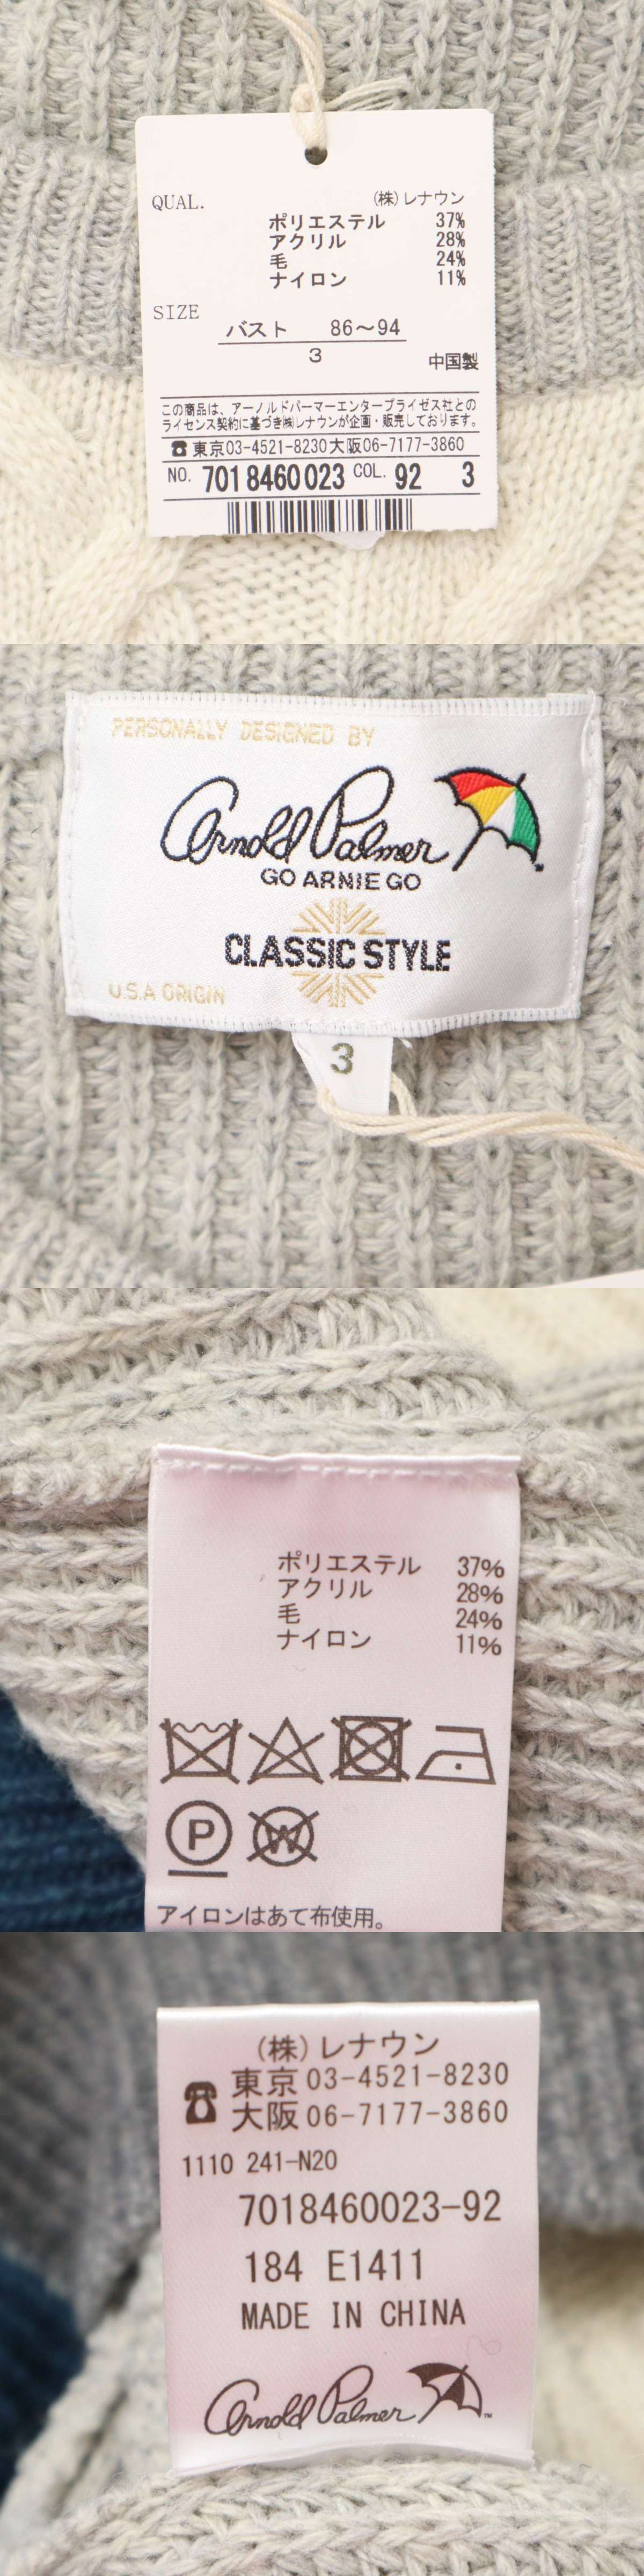 QUAL.
(株)レナウン
ポリエステル 37%
アクリル 28%
毛 24%
ナイロン 11%
SIZE
バスト 86～94
3
中国製
この商品は、アーノルドパーマーエンタープライゼス社との
ライセンス契約に基づき㈱レナウンが企画・販売しております。
☎東京03-4521-8230大阪06-7177-3860
NO. 7018460023 COL. 92 3
PERSONALLY DESIGNED BY
Arnold Palmer
GO ARNIE GO
CLASSIC STYLE
U.S.A ORIGIN
3
ポリエステル 37%
アクリル 28%
毛 24%
ナイロン 11%
P W
アイロンはあて布使用。
(株)レナウン
☎ 東京 03-4521-8230
大阪 06-7177-3860
1110 241-N20
7018460023-92
184 E1411
MADE IN CHINA
Arnold Palmer